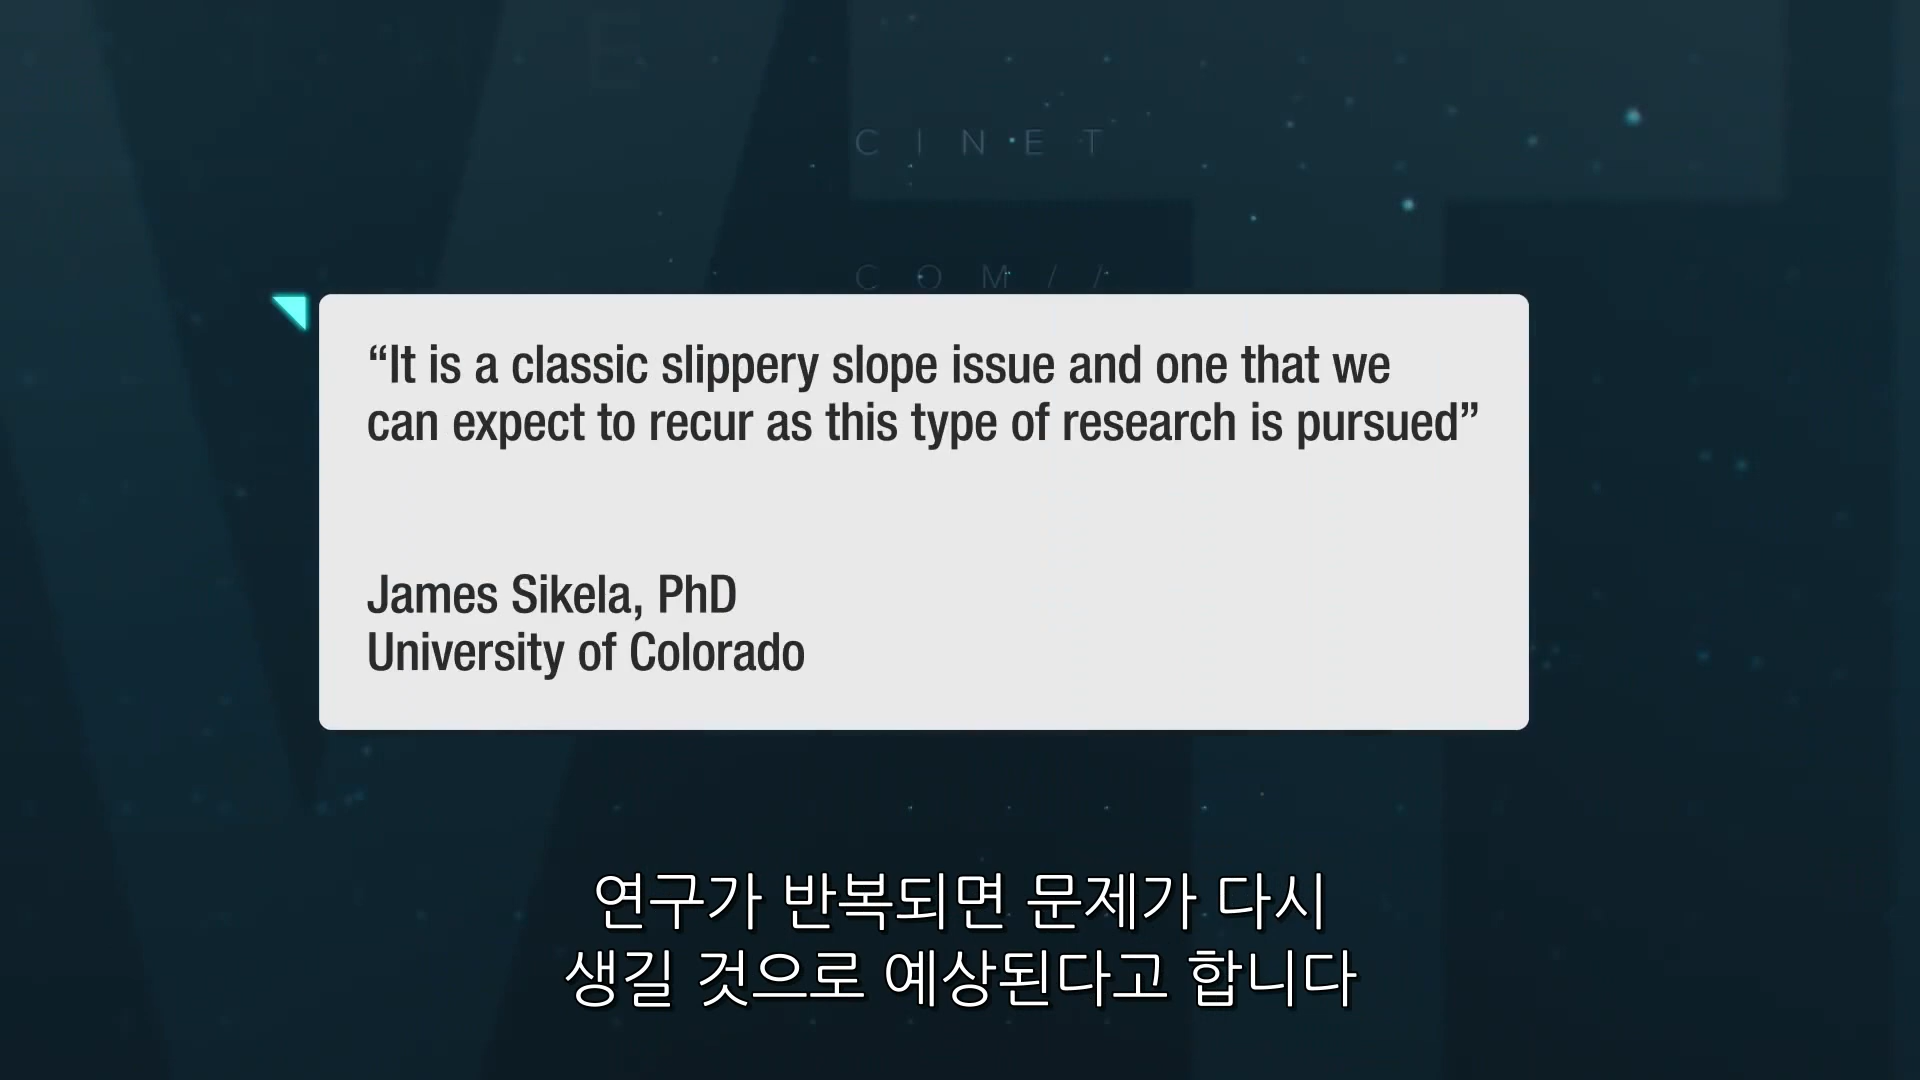 E
CINET
COM//
“It is a classic slippery slope issue and one that we
can expect to recur as this type of research is pursued”
James Sikela, PhD
University of Colorado
연구가 반복되면 문제가 다시
생길 것으로 예상된다고 합니다